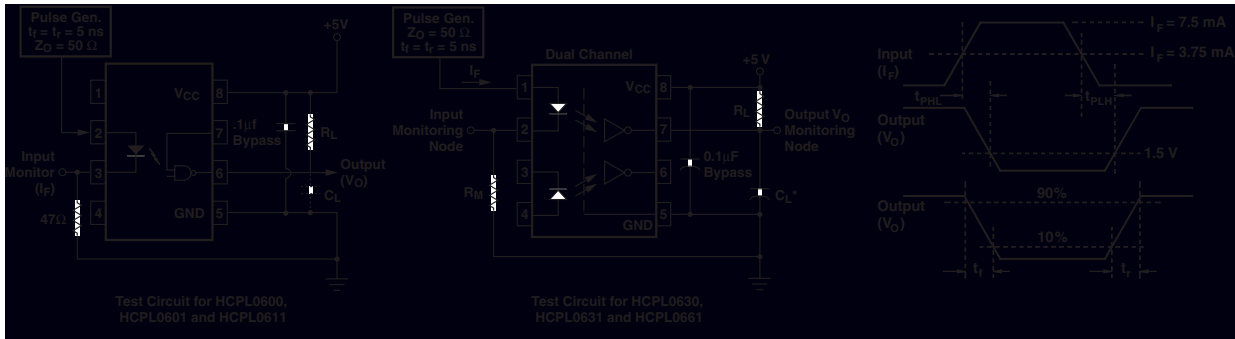 Pulse Gen.
tf = tr = 5 ns
ZO = 50 Ω
+5V
1
VCC
8
2
7
.1µf
Bypass
RL
Input
Monitor
(IF)
3
6
Output
(VO)
CL
47Ω
4
GND
5
Test Circuit for HCPL0600,
HCPL0601 and HCPL0611
Pulse Gen.
ZO = 50 Ω
tf = tr = 5 ns
Dual Channel
+5 V
IF
1
VCC
8
RL
Input
Monitoring
Node
2
7
Output VO
Monitoring
Node
3
6
0.1µF
Bypass
RM
CL*
4
GND
5
Test Circuit for HCPL0630,
HCPL0631 and HCPL0661
Input
(IF)
IF = 7.5 mA
IF = 3.75 mA
tPHL
tPLH
Output
(VO)
1.5 V
Output
(VO)
90%
10%
tf
tr